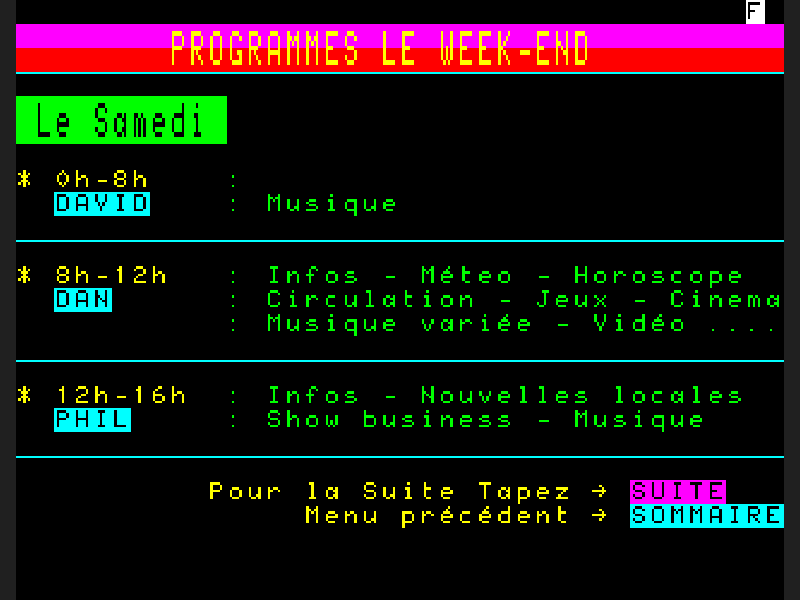 F
PROGRAMMES LE WEEK-END
Le Samedi
* 0h-8h :
DAVID : Musique
* 8h-12h : Infos - Méteo - Horoscope
DAN : Circulation - Jeux - Cinema
: Musique variée - Vidéo ....
* 12h-16h : Infos - Nouvelles locales
PHIL : Show business - Musique
Pour la Suite Tapez → SUITE
Menu précédent → SOMMAIRE